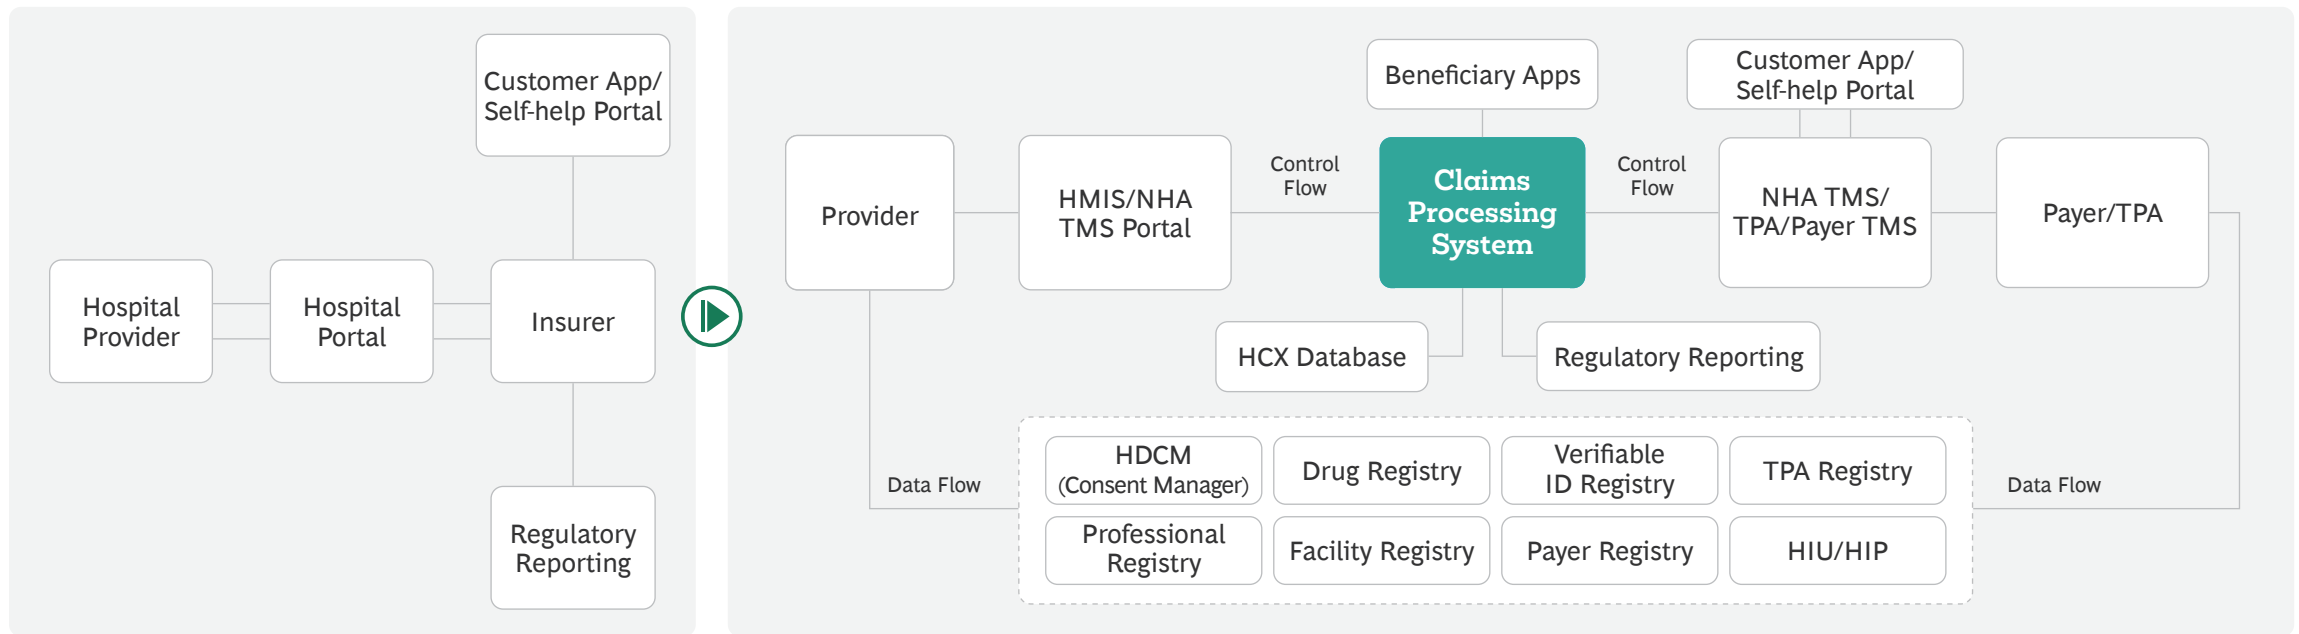 Customer App/
Self-help Portal
Hospital
Provider
Hospital
Portal
Insurer
Regulatory
Reporting
Beneficiary Apps
Customer App/
Self-help Portal
Provider
HMIS/NHA
TMS Portal
Control
Flow
Claims
Processing
System
Control
Flow
NHA TMS/
TPA/Payer TMS
Payer/TPA
HCX Database
Regulatory Reporting
Data Flow
HDCM
(Consent Manager)
Drug Registry
Verifiable
ID Registry
TPA Registry
Professional
Registry
Facility Registry
Payer Registry
HIU/HIP
Data Flow